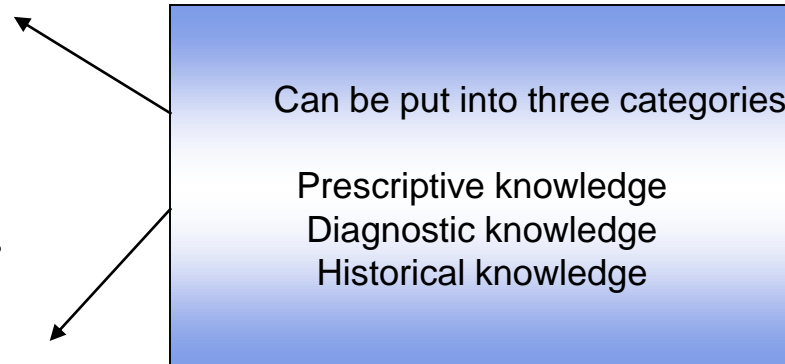 Can be put into three categories
Prescriptive knowledge
Diagnostic knowledge
Historical knowledge